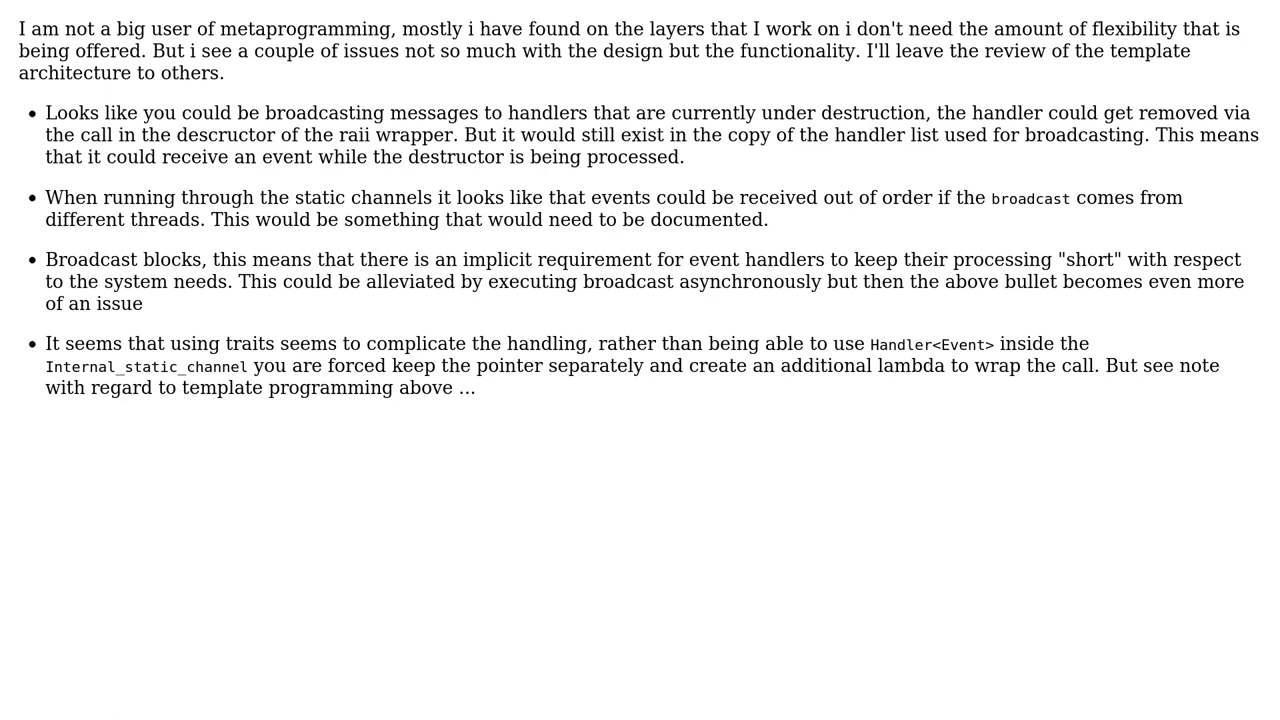 I am not a big user of metaprogramming, mostly i have found on the layers that I work on i don't need the amount of flexibility that is
being offered. But i see a couple of issues not so much with the design but the functionality. I'll leave the review of the template
architecture to others.
• Looks like you could be broadcasting messages to handlers that are currently under destruction, the handler could get removed via
the call in the descructor of the raii wrapper. But it would still exist in the copy of the handler list used for broadcasting. This means
that it could receive an event while the destructor is being processed.
• When running through the static channels it looks like that events could be received out of order if the broadcast comes from
different threads. This would be something that would need to be documented.
• Broadcast blocks, this means that there is an implicit requirement for event handlers to keep their processing "short" with respect
to the system needs. This could be alleviated by executing broadcast asynchronously but then the above bullet becomes even more
of an issue
• It seems that using traits seems to complicate the handling, rather than being able to use Handler<Event> inside the
Internal_static_channel you are forced keep the pointer separately and create an additional lambda to wrap the call. But see note
with regard to template programming above ...